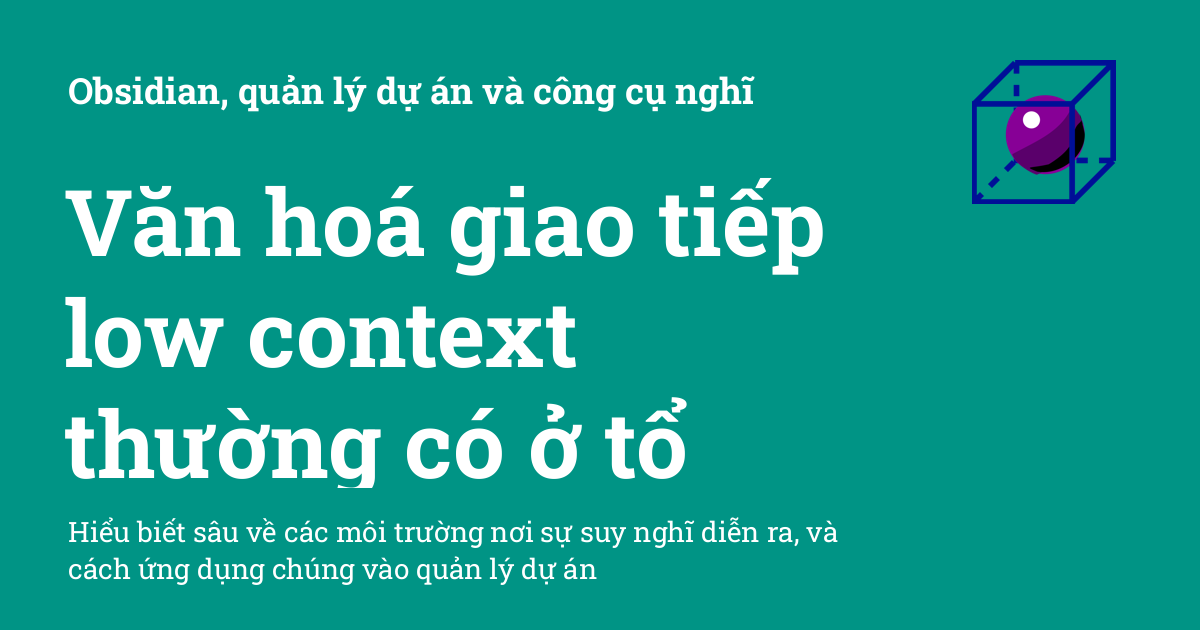 Obsidian, quản lý dự án và công cụ nghĩ
Văn hoá giao tiếp
low context
thường có ở tổ
Hiểu biết sâu về các môi trường nơi sự suy nghĩ diễn ra, và
cách ứng dụng chúng vào quản lý dự án